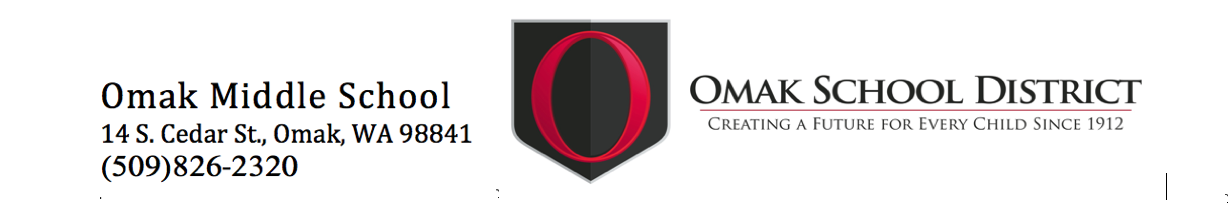 Omak Middle School
14 S. Cedar St., Omak, WA 98841
(509)826-2320
O
OMAK SCHOOL DISTRICT
CREATING A FUTURE FOR EVERY CHILD SINCE 1912